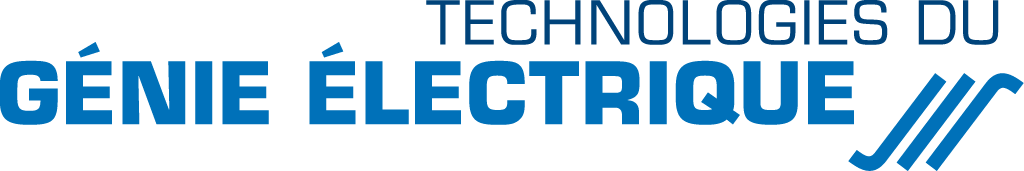 TECHNOLOGIES DU
GÉNIE ÉLECTRIQUE